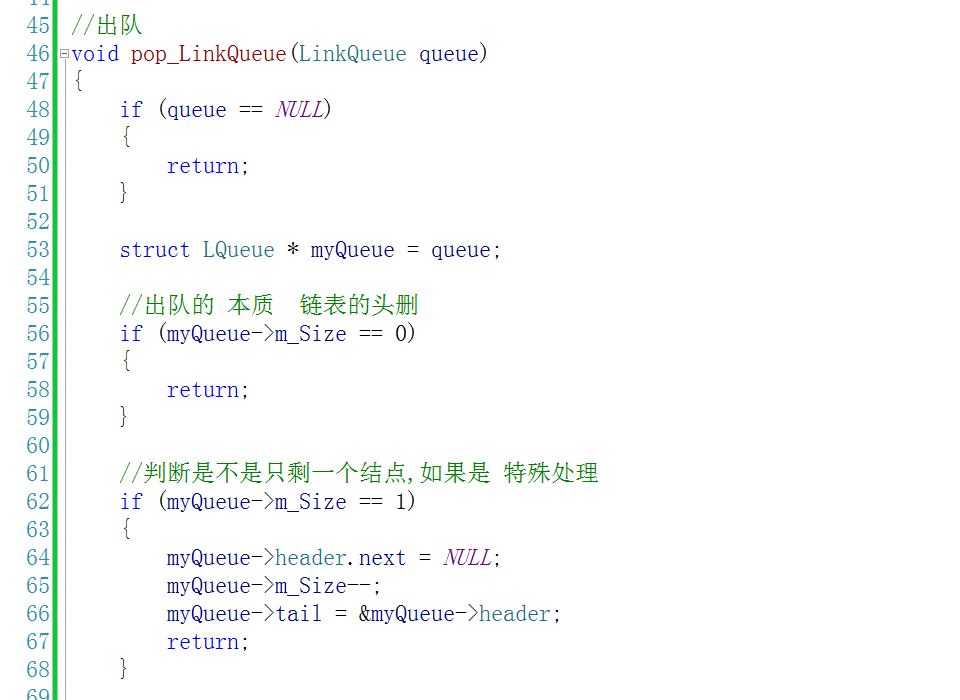 45 //出队
46 void pop_LinkQueue(LinkQueue queue)
47 {
48 if (queue == NULL)
49 {
50 return;
51 }
52
53 struct LQueue * myQueue = queue;
54
55 //出队的 本质  链表的头删
56 if (myQueue->m_Size == 0)
57 {
58 return;
59 }
60
61 //判断是不是只剩一个结点,如果是 特殊处理
62 if (myQueue->m_Size == 1)
63 {
64 myQueue->header.next = NULL;
65 myQueue->m_Size--;
66 myQueue->tail = &myQueue->header;
67 return;
68 }
69